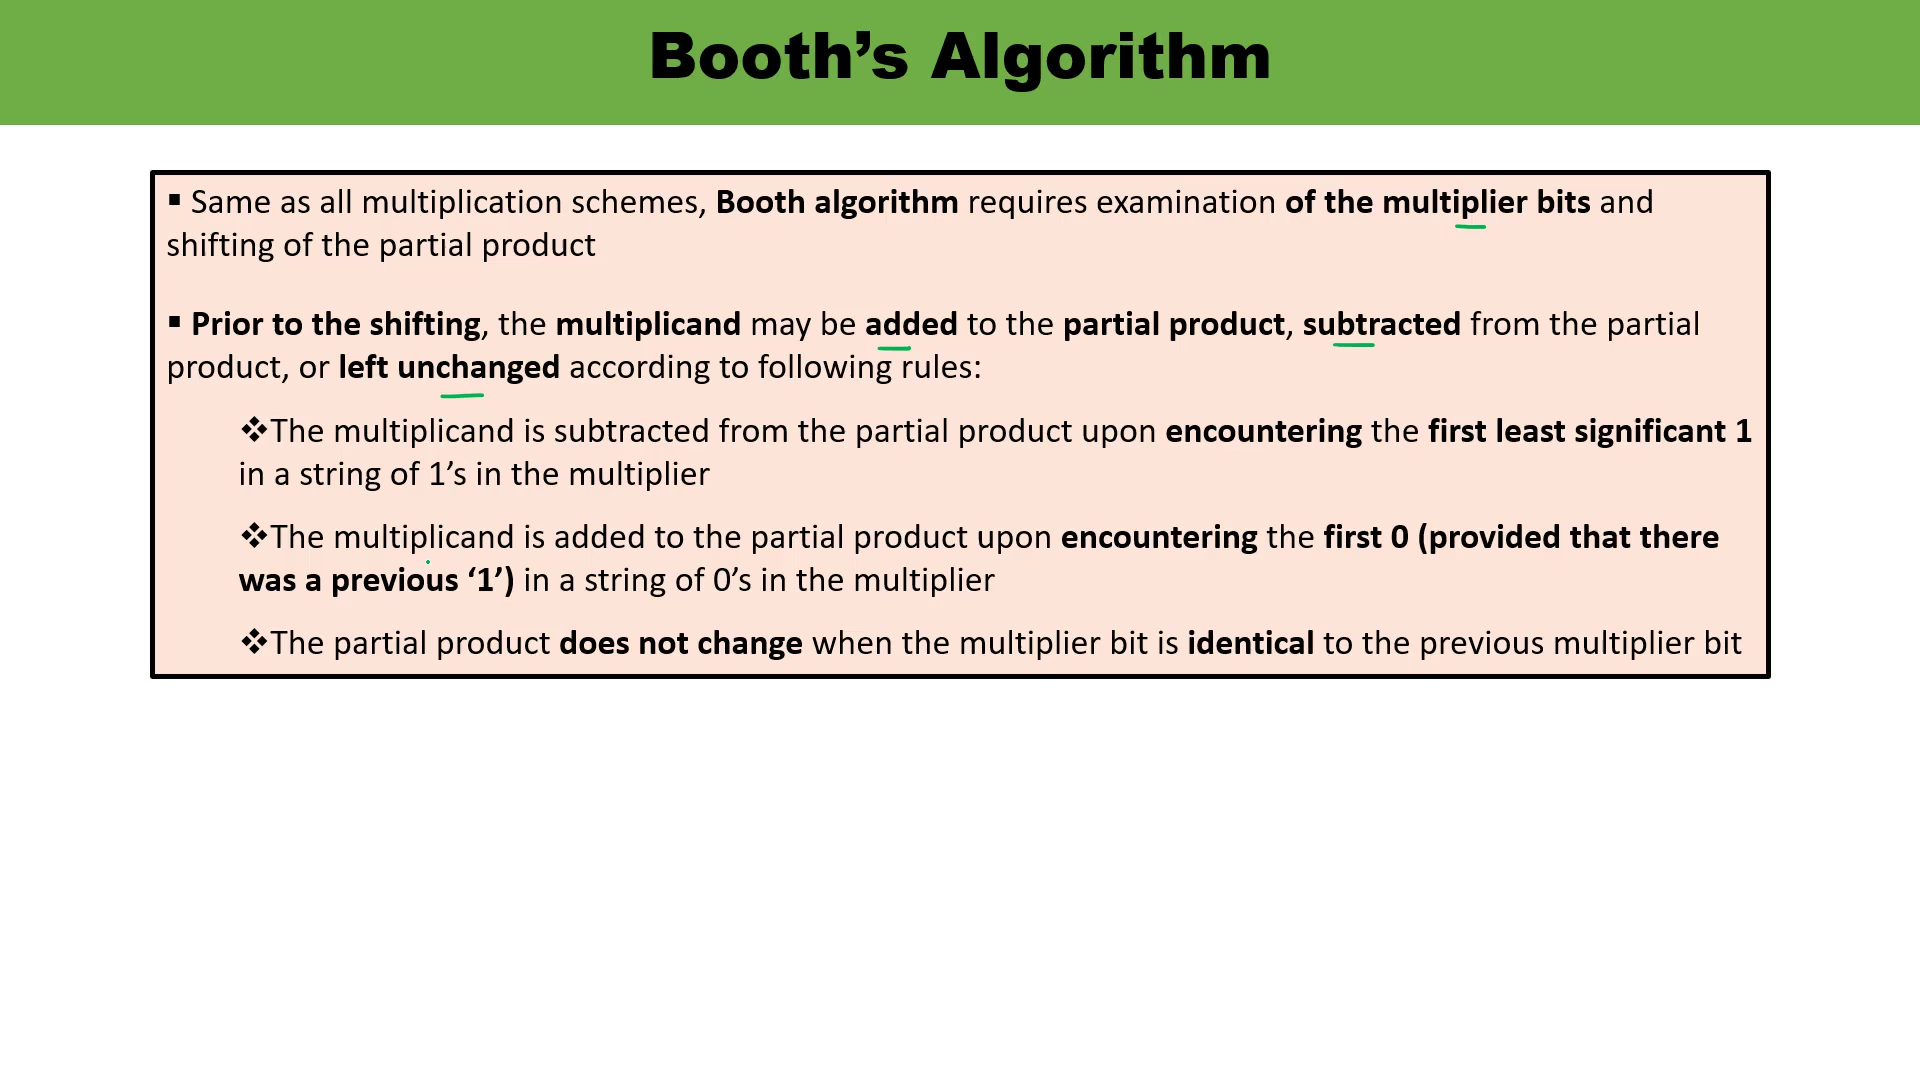 Booth’s Algorithm
▪ Same as all multiplication schemes, Booth algorithm requires examination of the multiplier bits and
shifting of the partial product
▪ Prior to the shifting, the multiplicand may be added to the partial product, subtracted from the partial
product, or left unchanged according to following rules:
❖The multiplicand is subtracted from the partial product upon encountering the first least significant 1
in a string of 1’s in the multiplier
❖The multiplicand is added to the partial product upon encountering the first 0 (provided that there
was a previous ‘1’) in a string of 0’s in the multiplier
❖The partial product does not change when the multiplier bit is identical to the previous multiplier bit